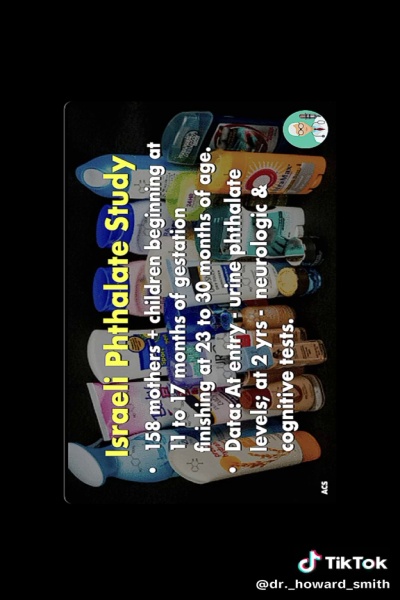 Israeli Phthalate Study
• 158 mothers + children beginning at
11 to 17 months of gestation
finishing at 23 to 30 months of age.
• Data: At entry - urine phthalate
levels; at 2 yrs - neurologic &
cognitive tests.
ACS
TikTok
@dr._howard_smith